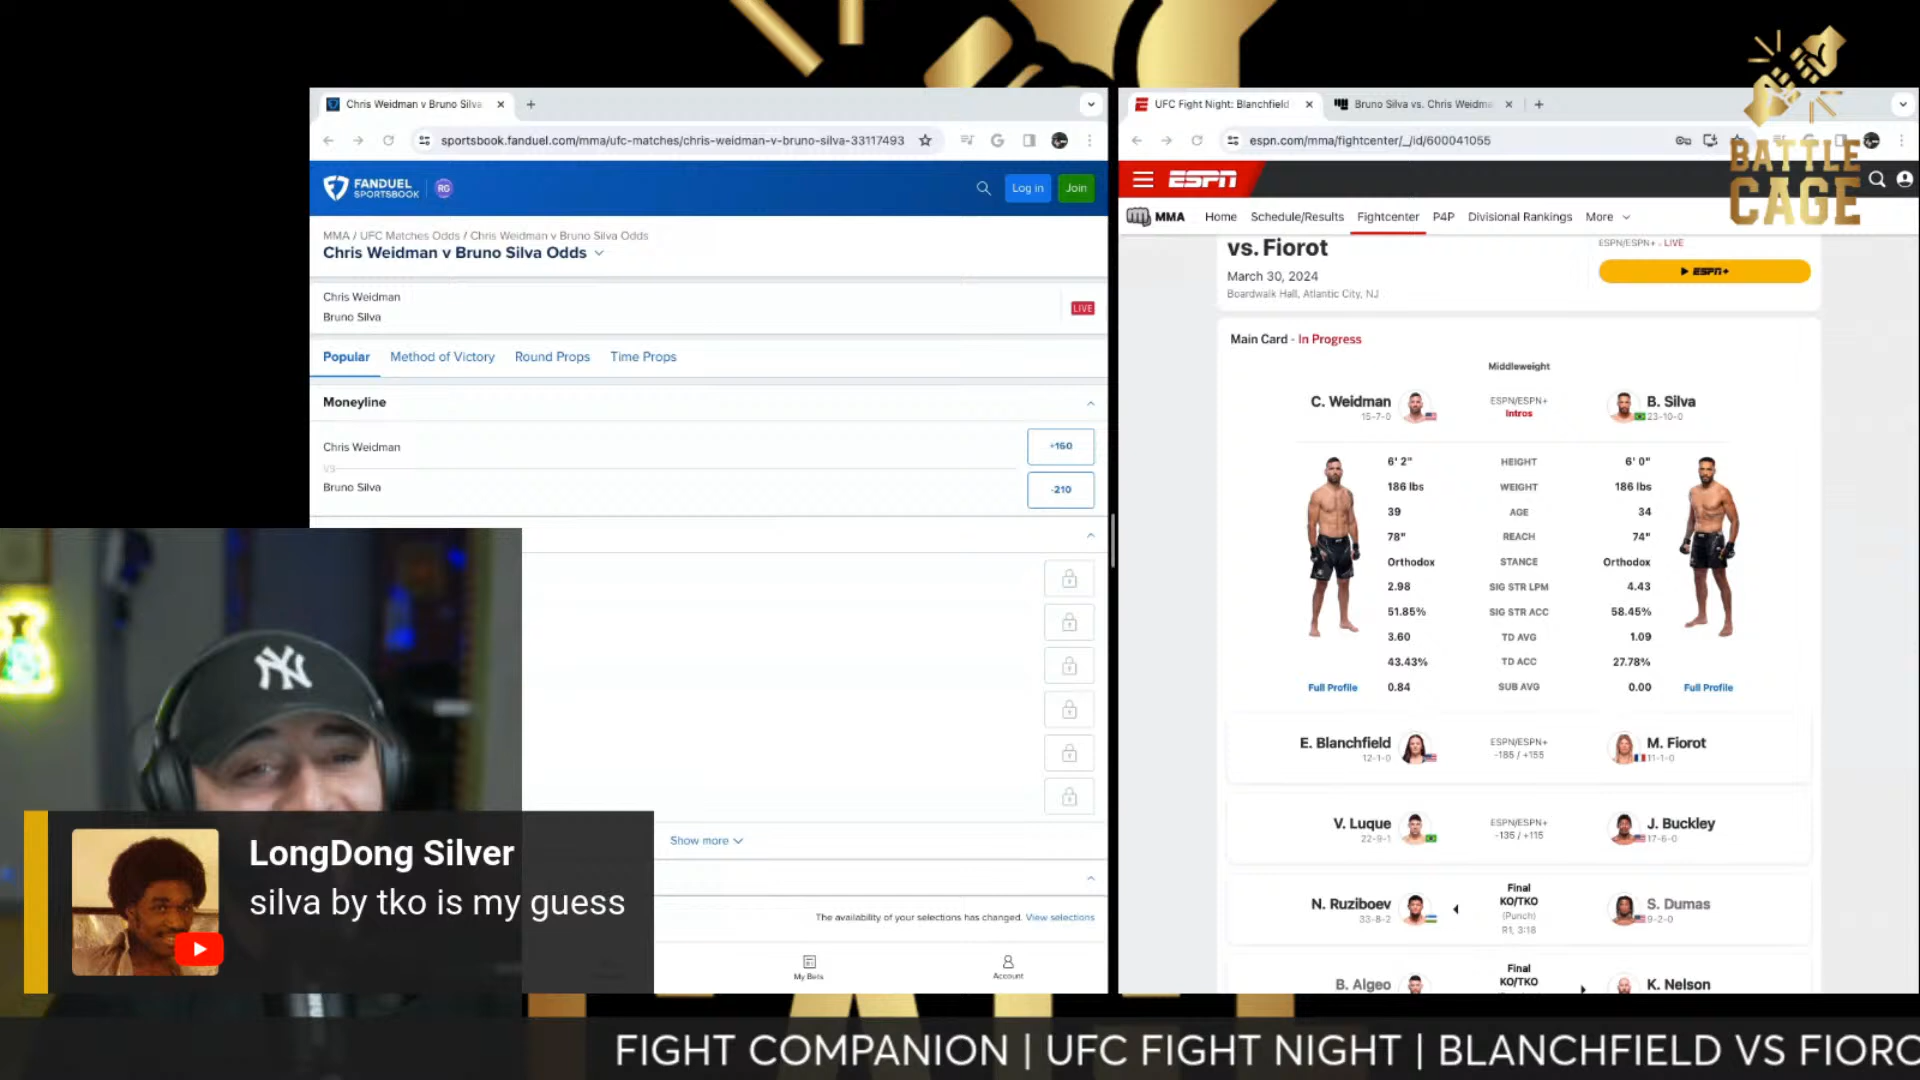 Chris Weidman v Bruno Silva
sportsbook.fanduel.com/mma/ufc-matches/chris-weidman-v-bruno-silva-33117493
FANDUEL
SPORTSBOOK
RG
Log in
Join
MMA / UFC Matches Odds / Chris Weidman v Bruno Silva Odds
Chris Weidman v Bruno Silva Odds
Chris Weidman
Bruno Silva
LIVE
Popular
Method of Victory
Round Props
Time Props
Moneyline
Chris Weidman
+160
VS
Bruno Silva
-210
Show more
The availability of your selections has changed. View selections
My Bets
Account
UFC Fight Night: Blanchfield
Bruno Silva vs. Chris Weidma
espn.com/mma/fightcenter/_/id/600041055
BATTLE
CAGE
ESPN
MMA
Home
Schedule/Results
Fightcenter
P4P
Divisional Rankings
More
vs. Fiorot
ESPN/ESPN+ - LIVE
March 30, 2024
ESPN+
Boardwalk Hall, Atlantic City, NJ
Main Card - In Progress
Middleweight
C. Weidman
15-7-0
ESPN/ESPN+
Intros
B. Silva
23-10-0
6' 2" HEIGHT 6' 0"
186 lbs WEIGHT 186 lbs
39 AGE 34
78" REACH 74"
Orthodox STANCE Orthodox
2.98 SIG STR LPM 4.43
51.85% SIG STR ACC 58.45%
3.60 TD AVG 1.09
43.43% TD ACC 27.78%
Full Profile 0.84 SUB AVG 0.00 Full Profile
E. Blanchfield
12-1-0
ESPN/ESPN+
-185 / +155
M. Fiorot
11-1-0
V. Luque
22-9-1
ESPN/ESPN+
-135 / +115
J. Buckley
17-6-0
N. Ruziboev
33-8-2
Final
KO/TKO
(Punch)
R1, 3:18
S. Dumas
9-2-0
B. Algeo
Final
KO/TKO
K. Nelson
NY
LongDong Silver
silva by tko is my guess
FIGHT COMPANION | UFC FIGHT NIGHT | BLANCHFIELD VS FIORO